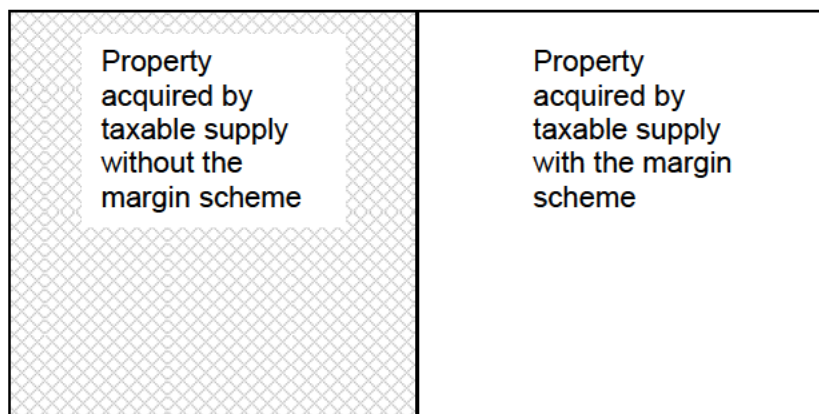 Property
acquired by
taxable supply
without the
margin scheme
Property
acquired by
taxable supply
with the margin
scheme